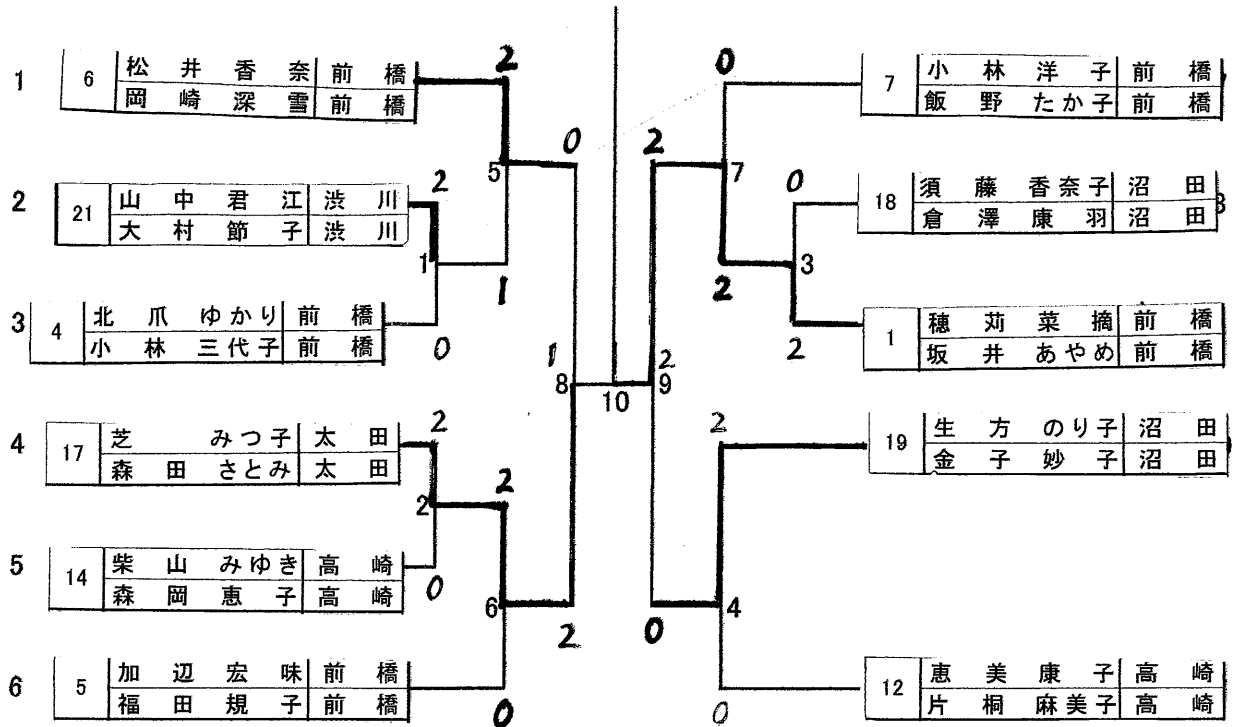 1 6 松井香奈 前橋
岡崎深雪 前橋
2 21 山中君江 渋川
大村節子 渋川
3 4 北爪ゆかり 前橋
小林三代子 前橋
4 17 芝みつ子 太田
森田さとみ 太田
5 14 柴山みゆき 高崎
森岡恵子 高崎
6 5 加辺宏味 前橋
福田規子 前橋
2
0
5
2
1
1
0
1
8
2
2
2
0
6
2
0
10
0
2
7
0
3
2
2
2
9
2
0
4
0
7 小林洋子 前橋
飯野たか子 前橋
18 須藤香奈子 沼田
倉澤康羽 沼田
1 穂苅菜摘 前橋
坂井あやめ 前橋
19 生方のり子 沼田
金子妙子 沼田
12 恵美康子 高崎
片桐麻美子 高崎